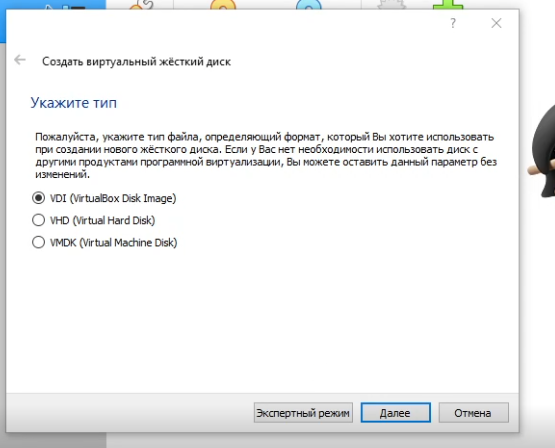 ?
Создать виртуальный жёсткий диск
Укажите тип
Пожалуйста, укажите тип файла, определяющий формат, который Вы хотите использовать
при создании нового жёсткого диска. Если у Вас нет необходимости использовать диск с
другими продуктами программной виртуализации, Вы можете оставить данный параметр без
изменений.
VDI (VirtualBox Disk Image)
VHD (Virtual Hard Disk)
VMDK (Virtual Machine Disk)
Экспертный режим Далее Отмена